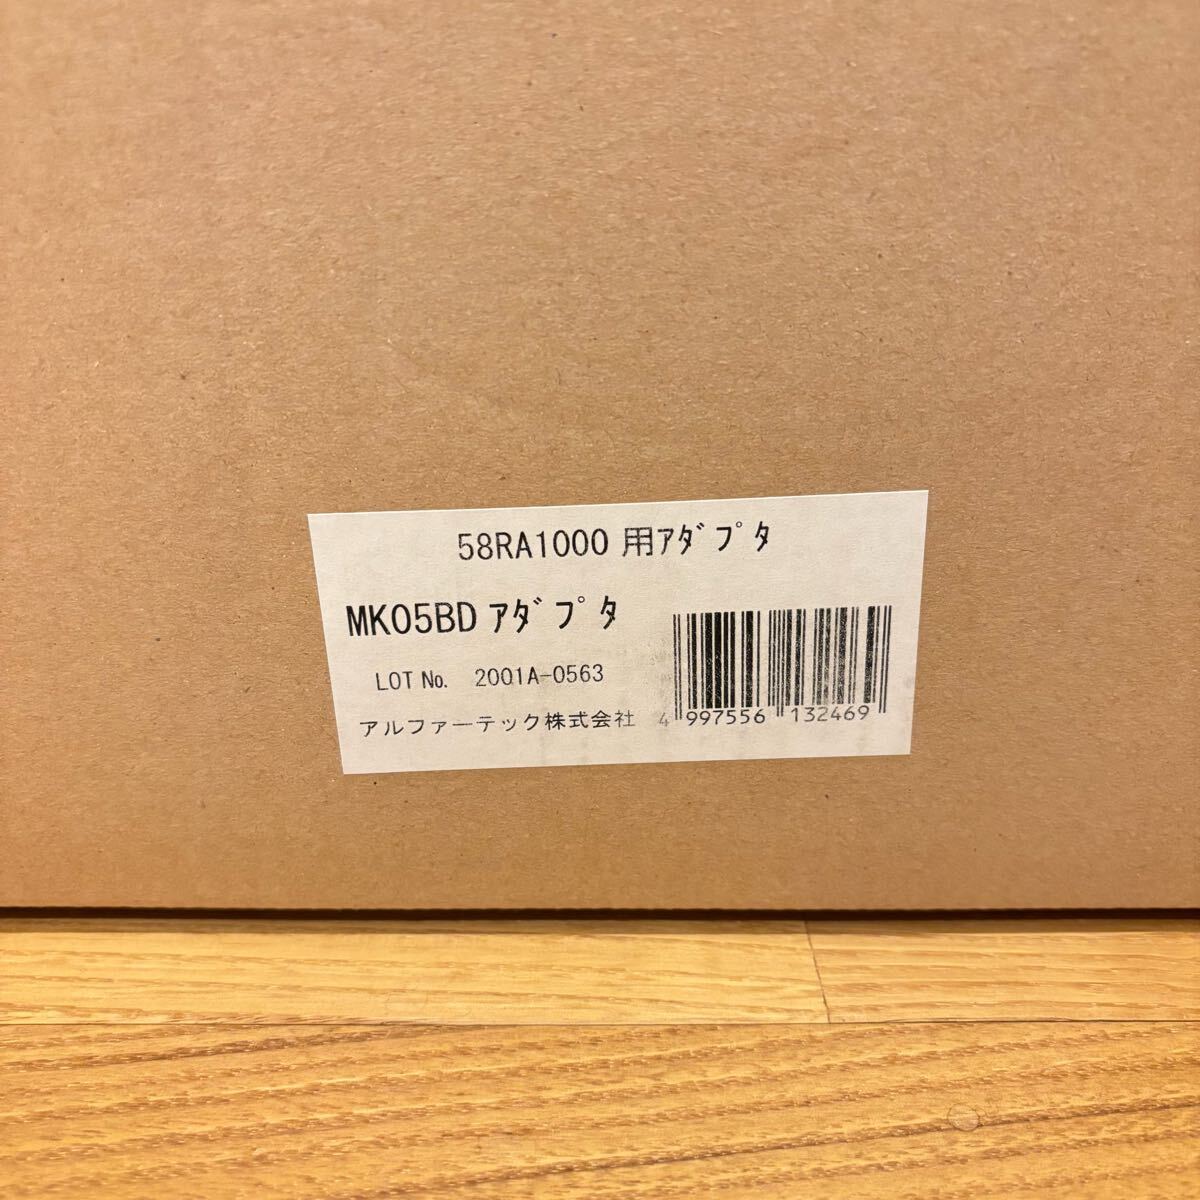 58RA1000 用ｱﾀﾞﾌﾟﾀ
MK05BD ｱﾀﾞﾌﾟﾀ
LOT No. 2001A-0563
アルファーテック株式会社
4 997556 132469